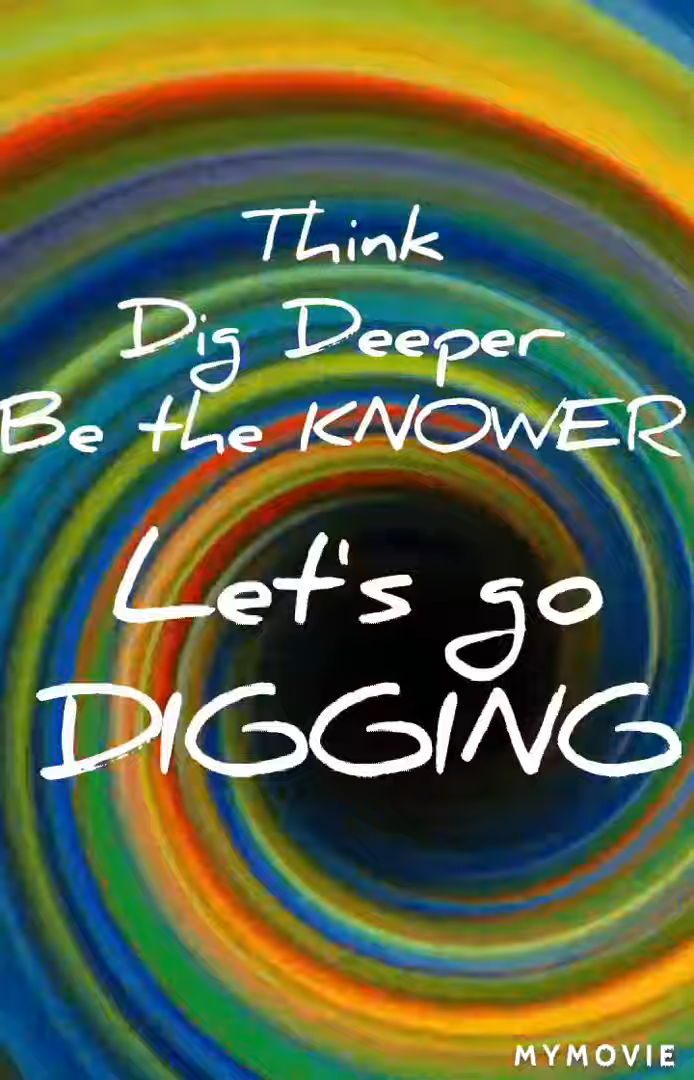 Think
Dig Deeper
Be the KNOWER
Let's go
DIGGING
MYMOVIE